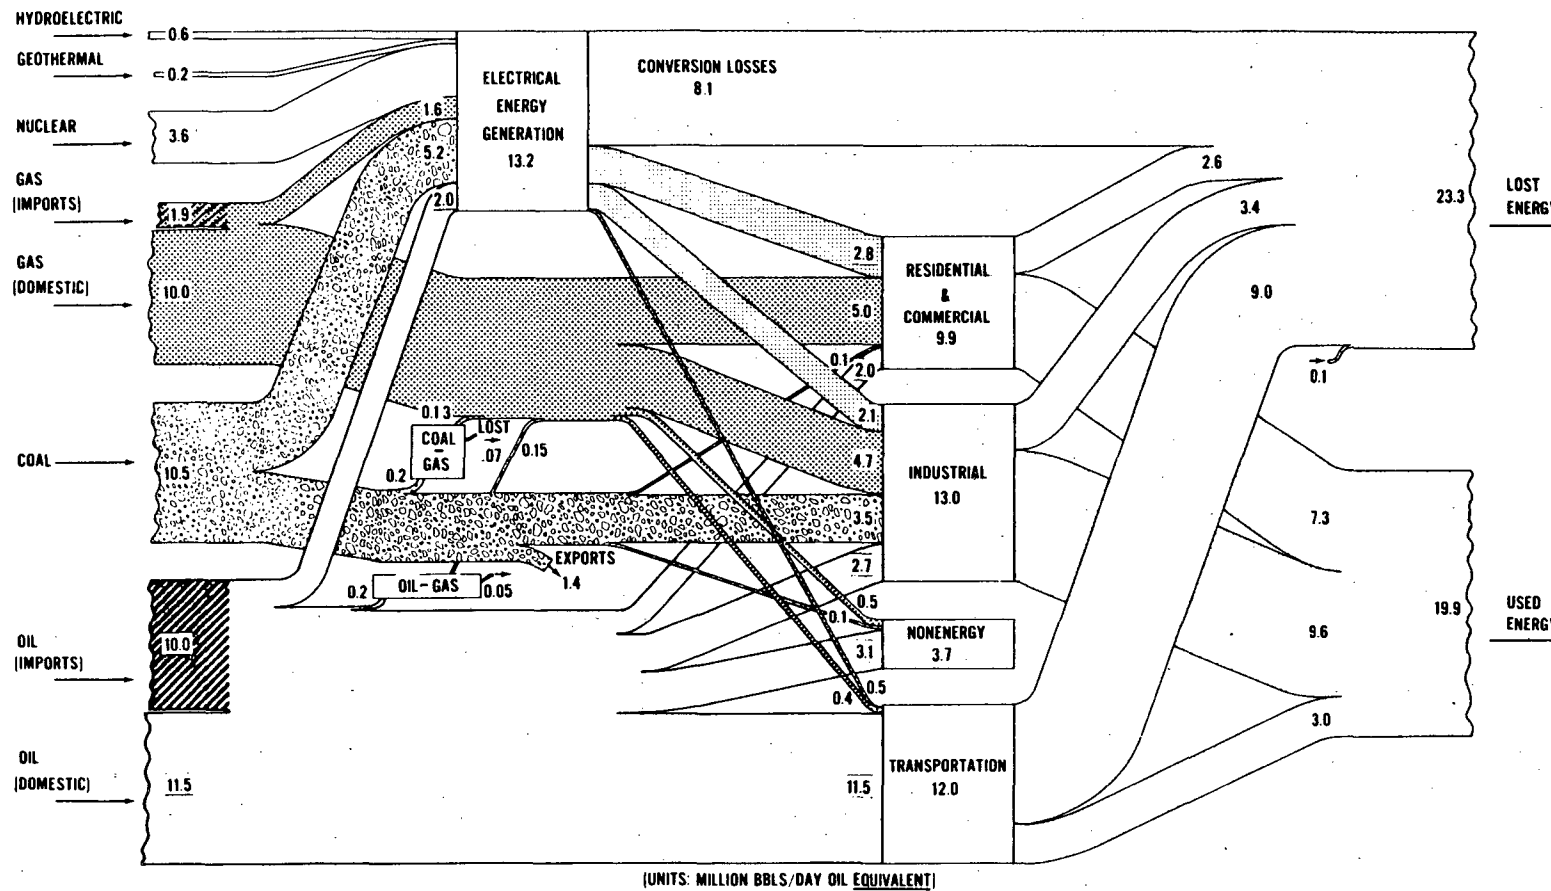 HYDROELECTRIC
0.6
GEOTHERMAL
0.2
NUCLEAR
3.6
GAS
(IMPORTS)
1.9
GAS
(DOMESTIC)
10.0
COAL
10.5
OIL
(IMPORTS)
10.0
OIL
(DOMESTIC)
11.5
1.6
5.2
2.0
ELECTRICAL
ENERGY
GENERATION
13.2
CONVERSION LOSSES
8.1
0.13
COAL
-
GAS
LOST
.07
0.15
0.2
EXPORTS
1.4
OIL-GAS
0.2
0.05
2.8
5.0
0.1
2.0
RESIDENTIAL
&
COMMERCIAL
9.9
2.1
4.7
3.5
2.7
INDUSTRIAL
13.0
0.5
0.1
3.1
NONENERGY
3.7
0.5
0.4
11.5
TRANSPORTATION
12.0
2.6
3.4
9.0
0.1
23.3
LOST
ENERGY
7.3
9.6
3.0
19.9
USED
ENERGY
(UNITS: MILLION BBLS/DAY OIL EQUIVALENT)